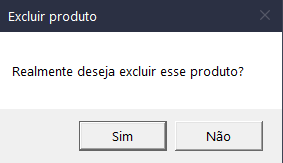 Excluir produto
Realmente deseja excluir esse produto?
Sim
Não